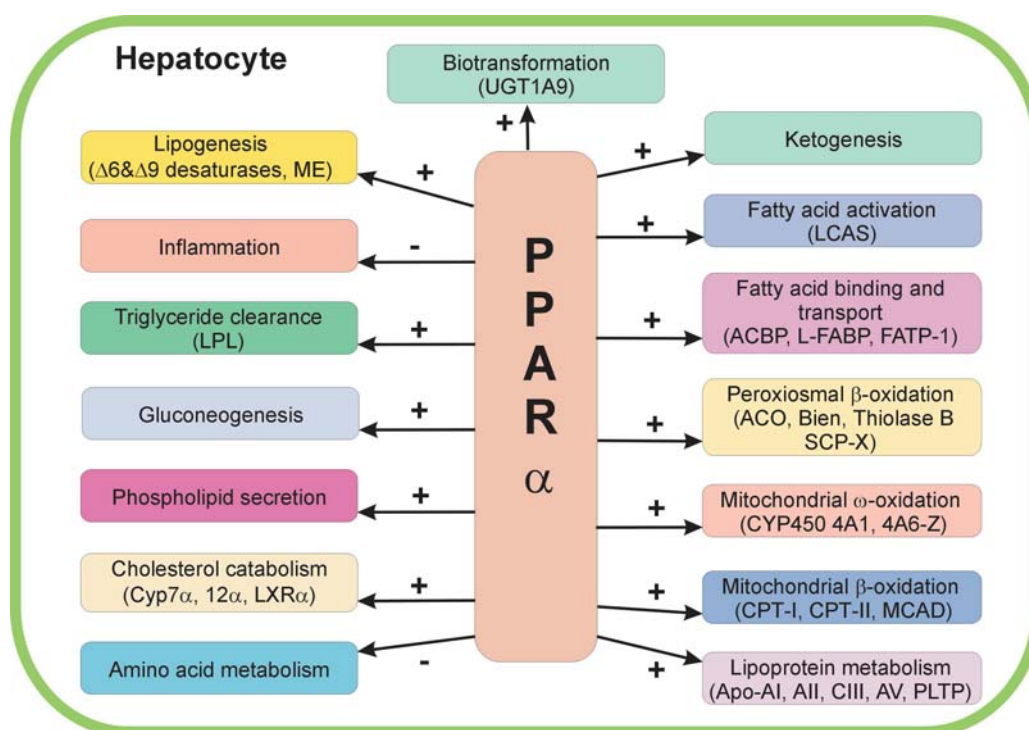 Hepatocyte
Biotransformation
(UGT1A9)
+
Lipogenesis
(Δ6&Δ9 desaturases, ME)
+
Inflammation
-
Triglyceride clearance
(LPL)
+
Gluconeogenesis
+
Phospholipid secretion
+
Cholesterol catabolism
(Cyp7α, 12α, LXRα)
+
Amino acid metabolism
-
P
P
A
R
α
Ketogenesis
+
Fatty acid activation
(LCAS)
+
Fatty acid binding and
transport
(ACBP, L-FABP, FATP-1)
+
Peroxiosmal β-oxidation
(ACO, Bien, Thiolase B
SCP-X)
+
Mitochondrial ω-oxidation
(CYP450 4A1, 4A6-Z)
+
Mitochondrial β-oxidation
(CPT-I, CPT-II, MCAD)
+
Lipoprotein metabolism
(Apo-AI, AII, CIII, AV, PLTP)
+